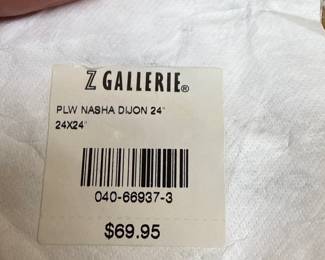 Z GALLERIE®
PLW NASHA DIJON 24"
24X24"
040-66937-3
$69.95